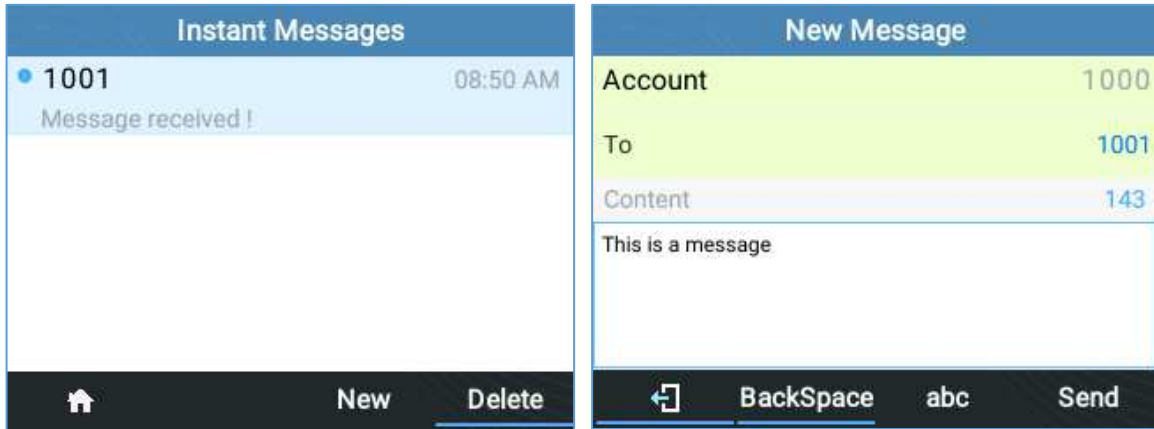 Instant Messages
1001 08:50 AM
Message received !
New Delete
New Message
Account 1000
To 1001
Content 143
This is a message
BackSpace abc Send